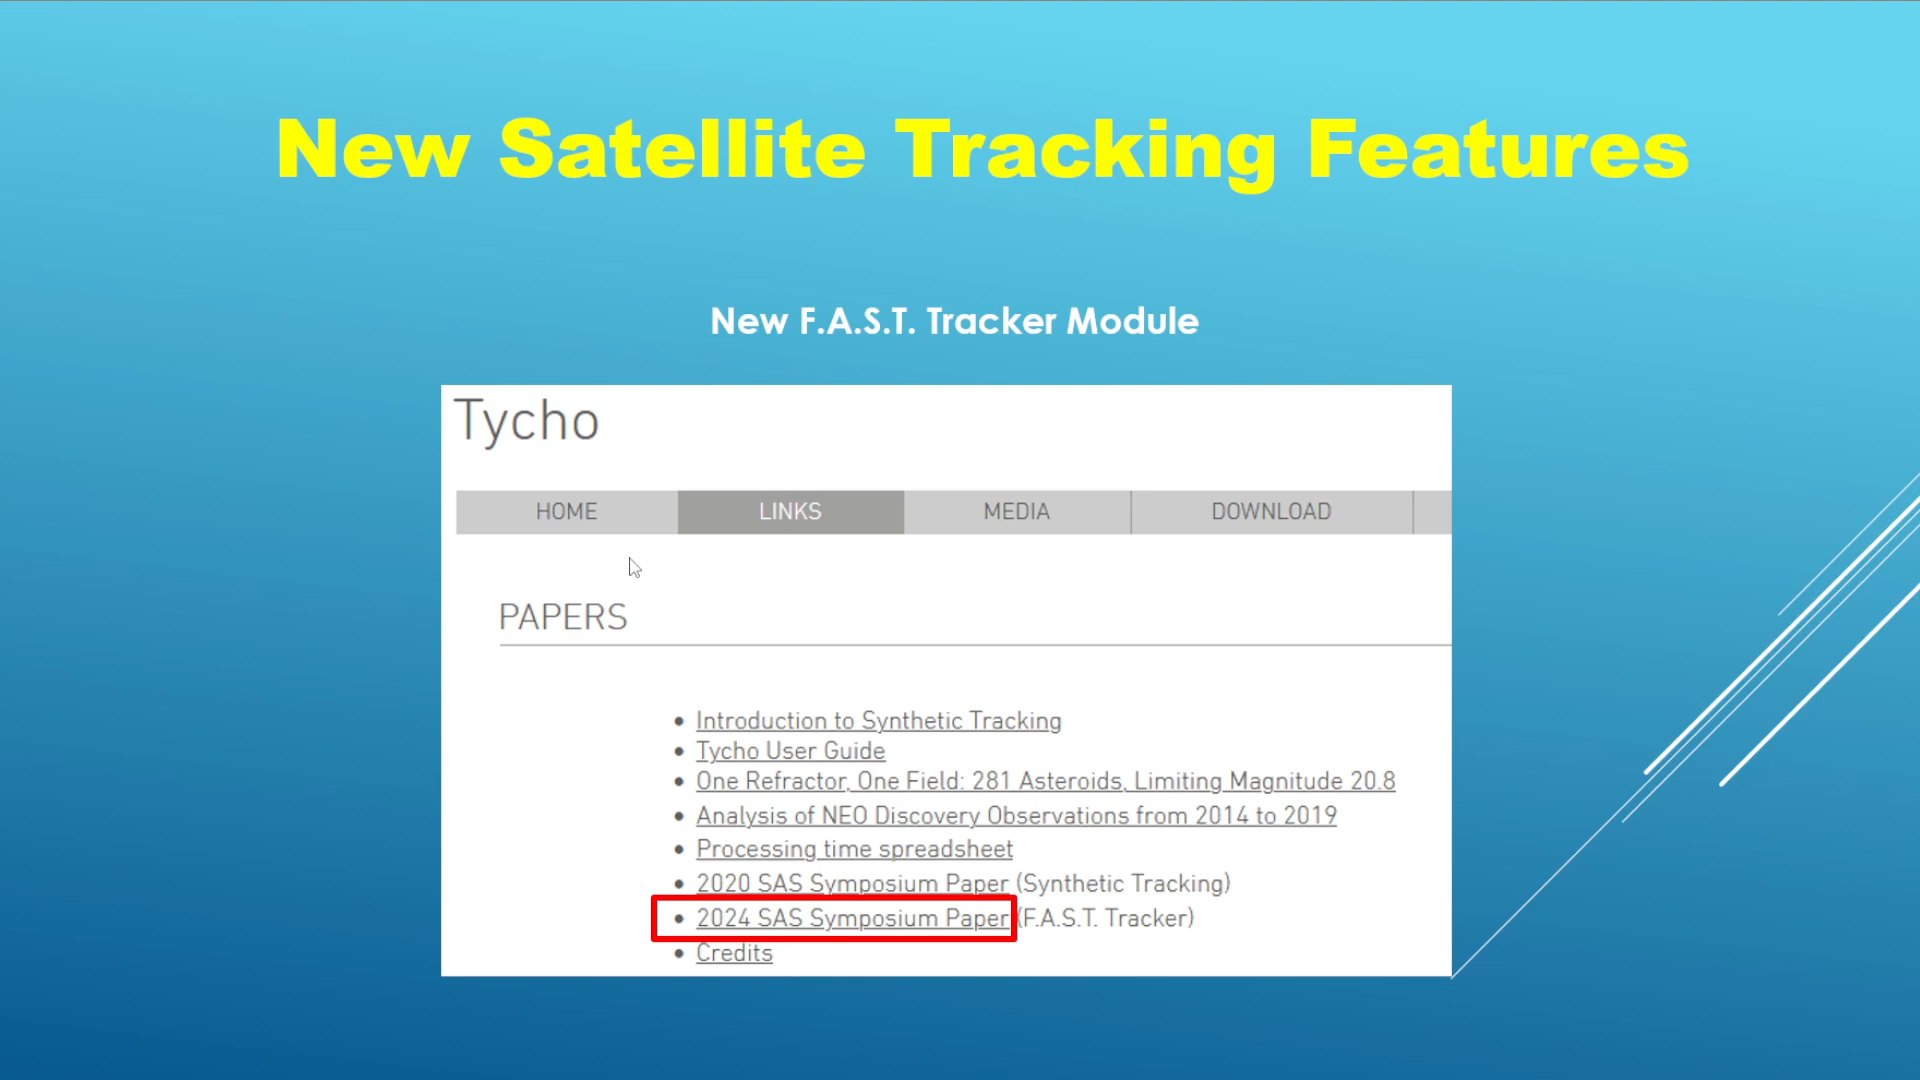 New Satellite Tracking Features
New F.A.S.T. Tracker Module
Tycho
HOME LINKS MEDIA DOWNLOAD
PAPERS
• Introduction to Synthetic Tracking
• Tycho User Guide
• One Refractor, One Field: 281 Asteroids, Limiting Magnitude 20.8
• Analysis of NEO Discovery Observations from 2014 to 2019
• Processing time spreadsheet
• 2020 SAS Symposium Paper (Synthetic Tracking)
• 2024 SAS Symposium Paper (F.A.S.T. Tracker)
• Credits